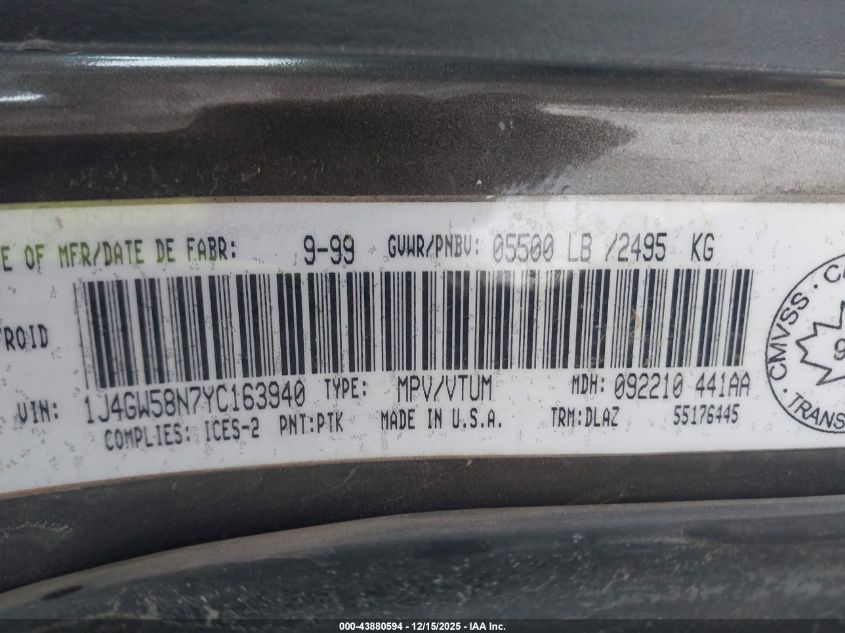 E OF MFR/DATE DE FABR: 9-99 GVWR/PNBV: 05500 LB /2495 KG
FROID
VIN: 1J4GW58N7YC163940 TYPE: MPV/VTUM MDH: 092210 441AA
COMPLIES: ICES-2 PNT:PTK MADE IN U.S.A. TRM:DLAZ 55176445
CMVSS
TRANS
000-43880594 - 12/15/2025 - IAA Inc.